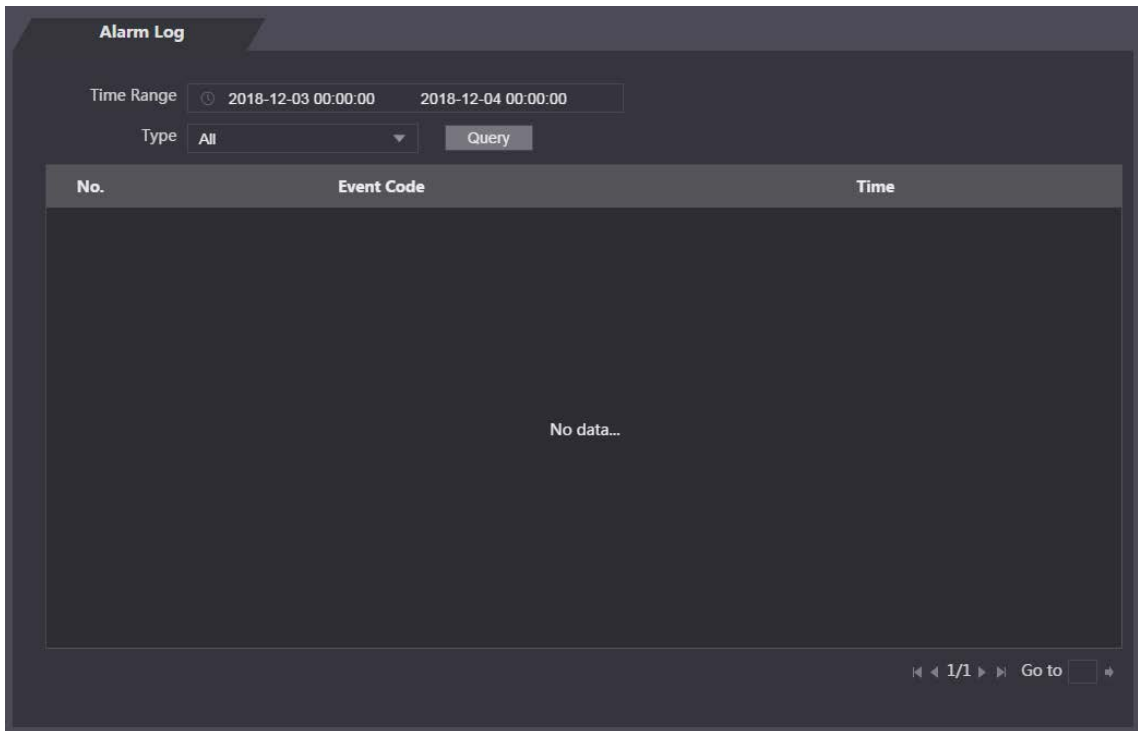 Alarm Log
Time Range 2018-12-03 00:00:00 2018-12-04 00:00:00
Type All Query
No. Event Code Time
No data...
1/1 Go to